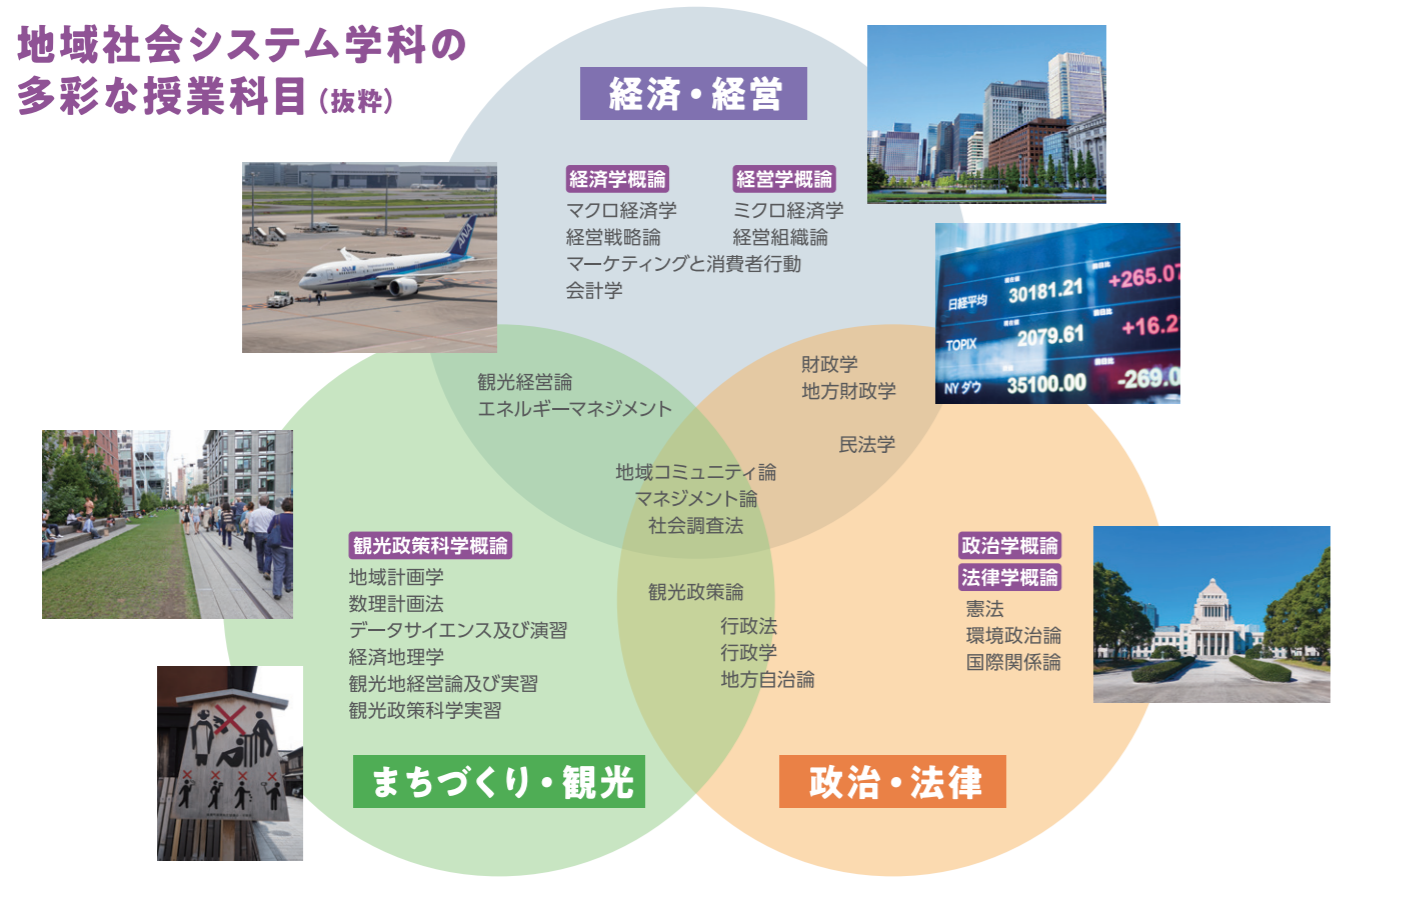 地域社会システム学科の
多彩な授業科目（抜粋）
経済・経営
経済学概論
マクロ経済学
経営戦略論
経営学概論
ミクロ経済学
経営組織論
マーケティングと消費者行動
会計学
ANA
日経平均 30181.21 +265.07
TOPIX 2079.61 +16.2
NYダウ 35100.00 -269.0
観光経営論
エネルギーマネジメント
財政学
地方財政学
民法学
地域コミュニティ論
マネジメント論
社会調査法
観光政策科学概論
地域計画学
数理計画法
データサイエンス及び演習
経済地理学
観光地経営論及び実習
観光政策科学実習
観光政策論
行政法
行政学
地方自治論
政治学概論
法律学概論
憲法
環境政治論
国際関係論
まちづくり・観光
政治・法律